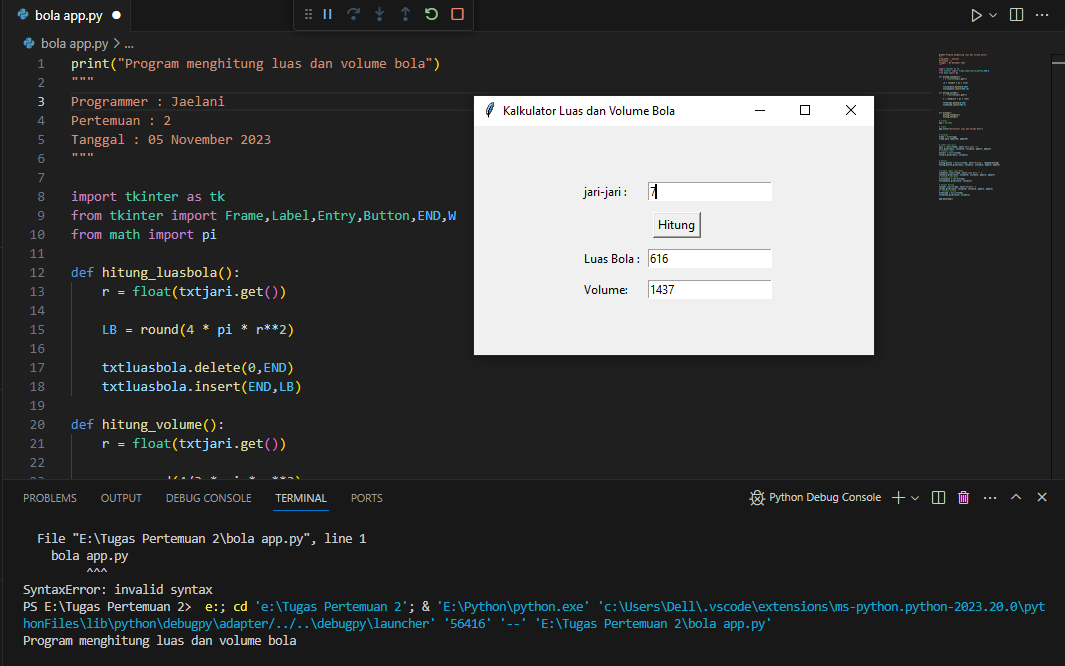 bola app.py
bola app.py > ...
1 print("Program menghitung luas dan volume bola")
2 """
3 Programmer : Jaelani
4 Pertemuan : 2
5 Tanggal : 05 November 2023
6 """
7
8 import tkinter as tk
9 from tkinter import Frame,Label,Entry,Button,END,W
10 from math import pi
11
12 def hitung_luasbola():
13 r = float(txtjari.get())
14
15 LB = round(4 * pi * r**2)
16
17 txtluasbola.delete(0,END)
18 txtluasbola.insert(END,LB)
19
20 def hitung_volume():
21 r = float(txtjari.get())
22
Kalkulator Luas dan Volume Bola
jari-jari : 7
Hitung
Luas Bola : 616
Volume: 1437
PROBLEMS OUTPUT DEBUG CONSOLE TERMINAL PORTS
Python Debug Console
File "E:\Tugas Pertemuan 2\bola app.py", line 1
bola app.py
^^^
SyntaxError: invalid syntax
PS E:\Tugas Pertemuan 2> e:; cd 'e:\Tugas Pertemuan 2'; & 'E:\Python\python.exe' 'c:\Users\Dell\.vscode\extensions\ms-python.python-2023.20.0\pyt
honFiles\lib\python\debugpy\adapter/../..\debugpy\launcher' '56416' '--' 'E:\Tugas Pertemuan 2\bola app.py'
Program menghitung luas dan volume bola